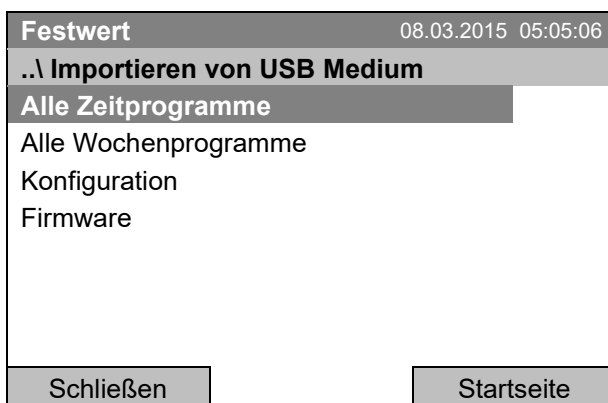 Festwert 08.03.2015 05:05:06
..\ Importieren von USB Medium
Alle Zeitprogramme
Alle Wochenprogramme
Konfiguration
Firmware
Schließen Startseite